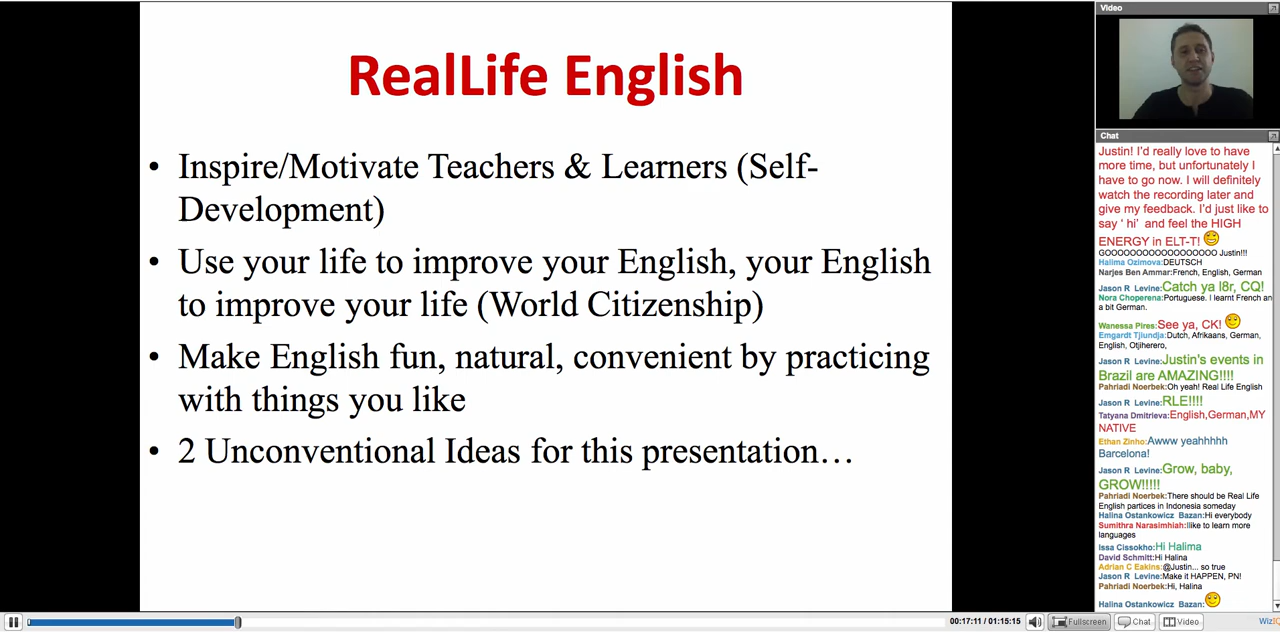 RealLife English
• Inspire/Motivate Teachers & Learners (Self-
Development)
• Use your life to improve your English, your English
to improve your life (World Citizenship)
• Make English fun, natural, convenient by practicing
with things you like
• 2 Unconventional Ideas for this presentation…
Video
Chat
Justin! I'd really love to have
more time, but unfortunately I
have to go now. I will definitely
watch the recording later and
give my feedback. I'd just like to
say ' hi' and feel the HIGH
ENERGY in ELT-T!
GOOOOOOOOOOOOOOOOO Justin!!!
Halima Ozimova:DEUTSCH
Narjes Ben Ammar:French, English, German
Jason R Levine:Catch ya l8r, CQ!
Nora Choperena:Portuguese. I learnt French an
a bit German.
Wanessa Pires:See ya, CK!
Emgardt Tjiundja:Dutch, Afrikaans, German,
English, Otjiherero,
Jason R Levine:Justin's events in
Brazil are AMAZING!!!!
Pahriadi Noerbek:Oh yeah! Real Life English
Jason R Levine:RLE!!!!
Tatyana Dmitrieva:English,German,MY
NATIVE
Ethan Zinho:Awww yeahhhhh
Barcelona!
Jason R Levine:Grow, baby,
GROW!!!!!
Pahriadi Noerbek:There should be Real Life
English partices in Indonesia someday
Halina Ostankowicz Bazan:Hi everybody
Sumithra Narasimhiah:Ilike to learn more
languages
Issa Cissokho:Hi Halima
David Schmitt:Hi Halina
Adrian C Eakins:@Justin... so true
Jason R Levine:Make it HAPPEN, PN!
Pahriadi Noerbek:Hi, Halina
Halina Ostankowicz Bazan:
00:17:11 / 01:15:15 Fullscreen Chat Video WizIQ